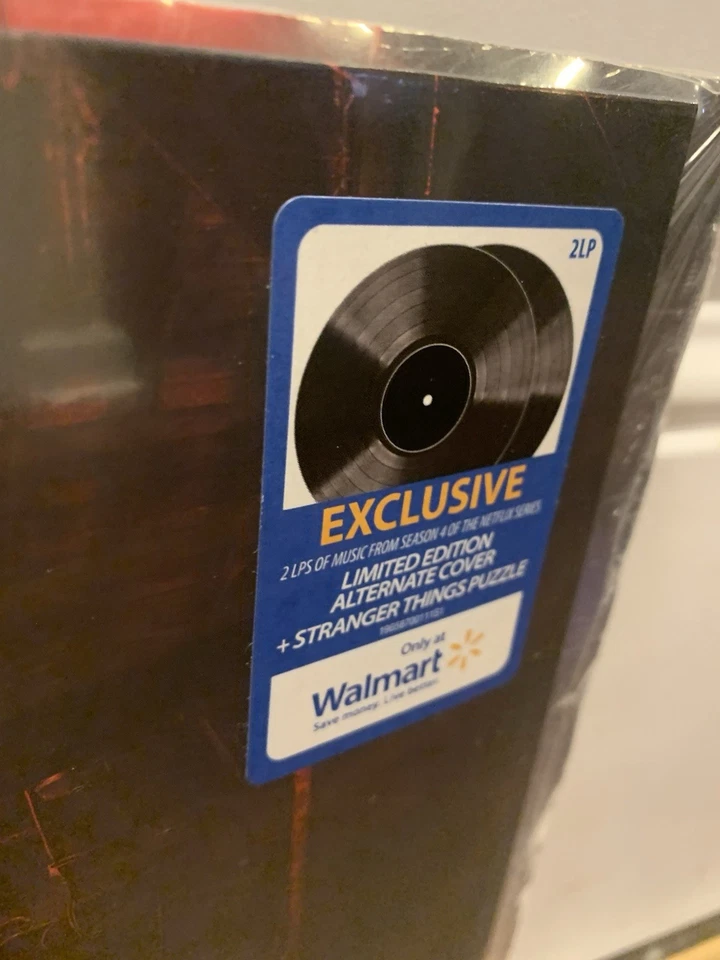 2LP
EXCLUSIVE
2 LPS OF MUSIC FROM SEASON 4 OF THE NETFLIX SERIES
LIMITED EDITION
ALTERNATE COVER
+ STRANGER THINGS PUZZLE
Only at
Walmart
Save money. Live better.